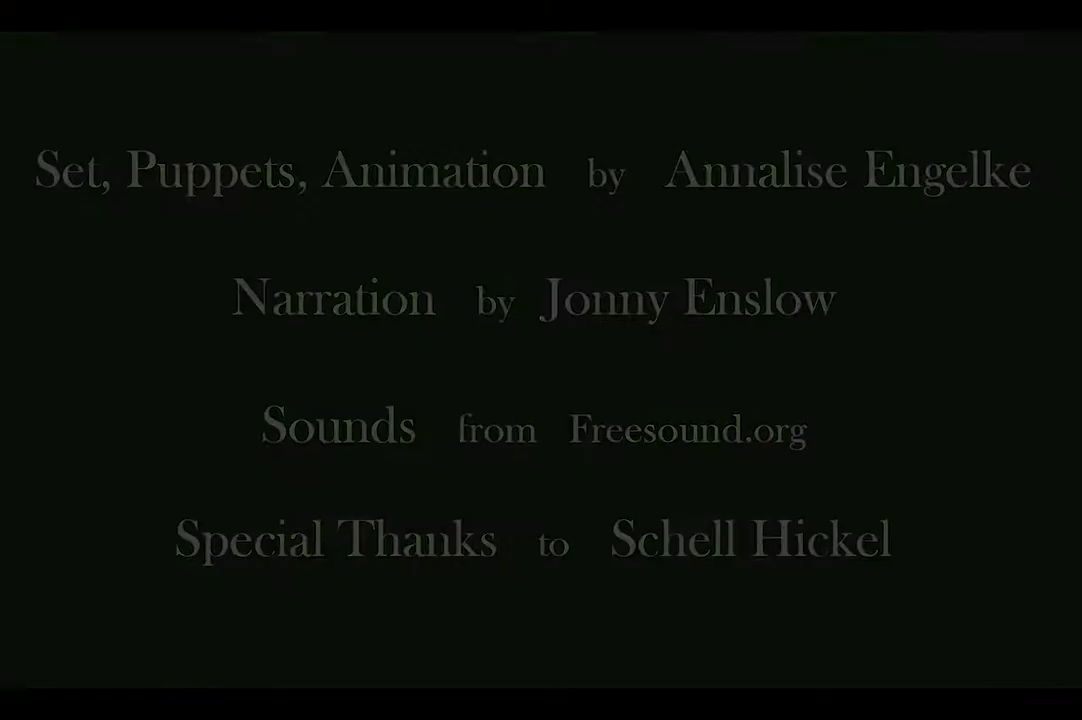 Set, Puppets, Animation by Annalise Engelke
Narration by Jonny Enslow
Sounds from Freesound.org
Special Thanks to Schell Hickel